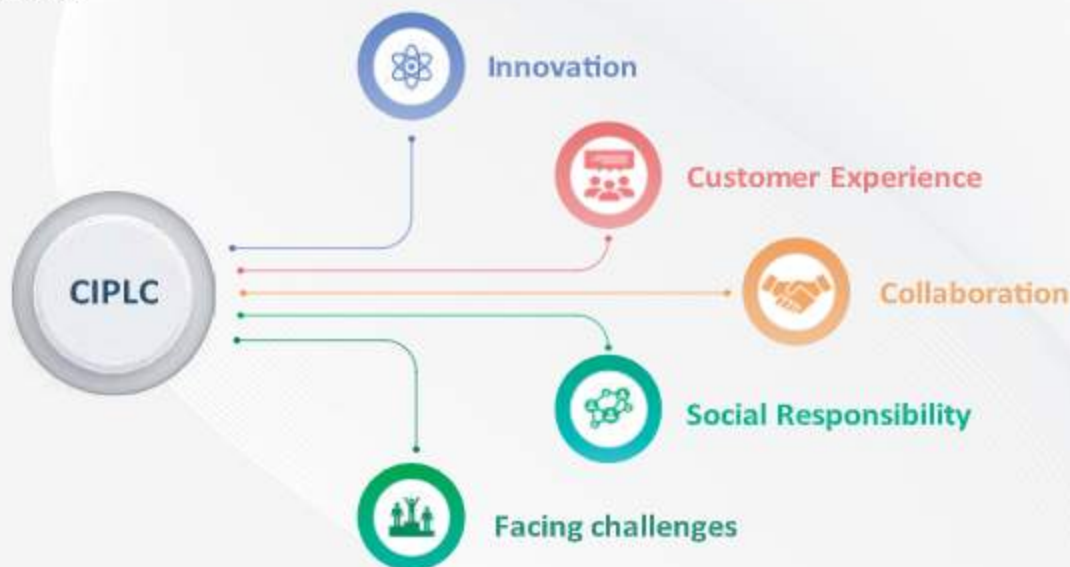 Innovation
Customer Experience
CIPLC
Collaboration
Social Responsibility
Facing challenges